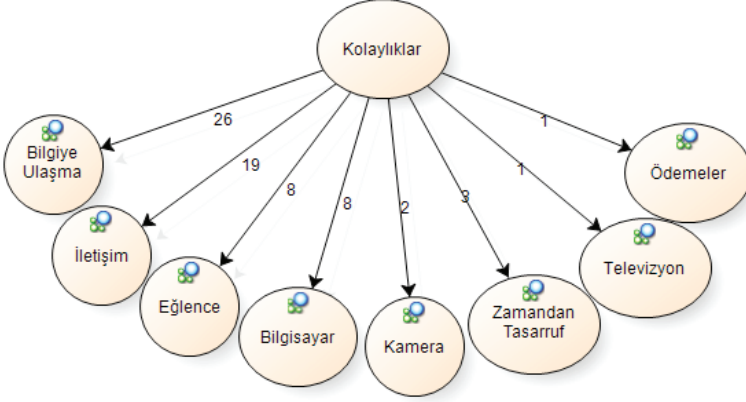 Kolaylıklar
26
19
8
8
2
3
1
1
Bilgiye
Ulaşma
İletişim
Eğlence
Bilgisayar
Kamera
Zamandan
Tasarruf
Televizyon
Ödemeler